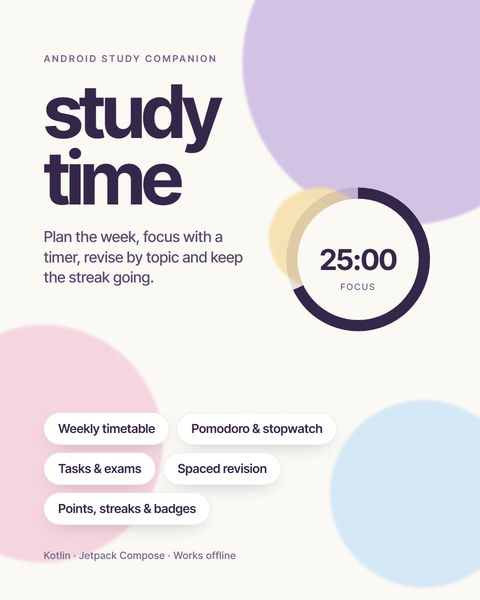 ANDROID STUDY COMPANION
study
time
Plan the week, focus with a
timer, revise by topic and keep
the streak going.
25:00
FOCUS
Weekly timetable
Pomodoro & stopwatch
Tasks & exams
Spaced revision
Points, streaks & badges
Kotlin · Jetpack Compose · Works offline